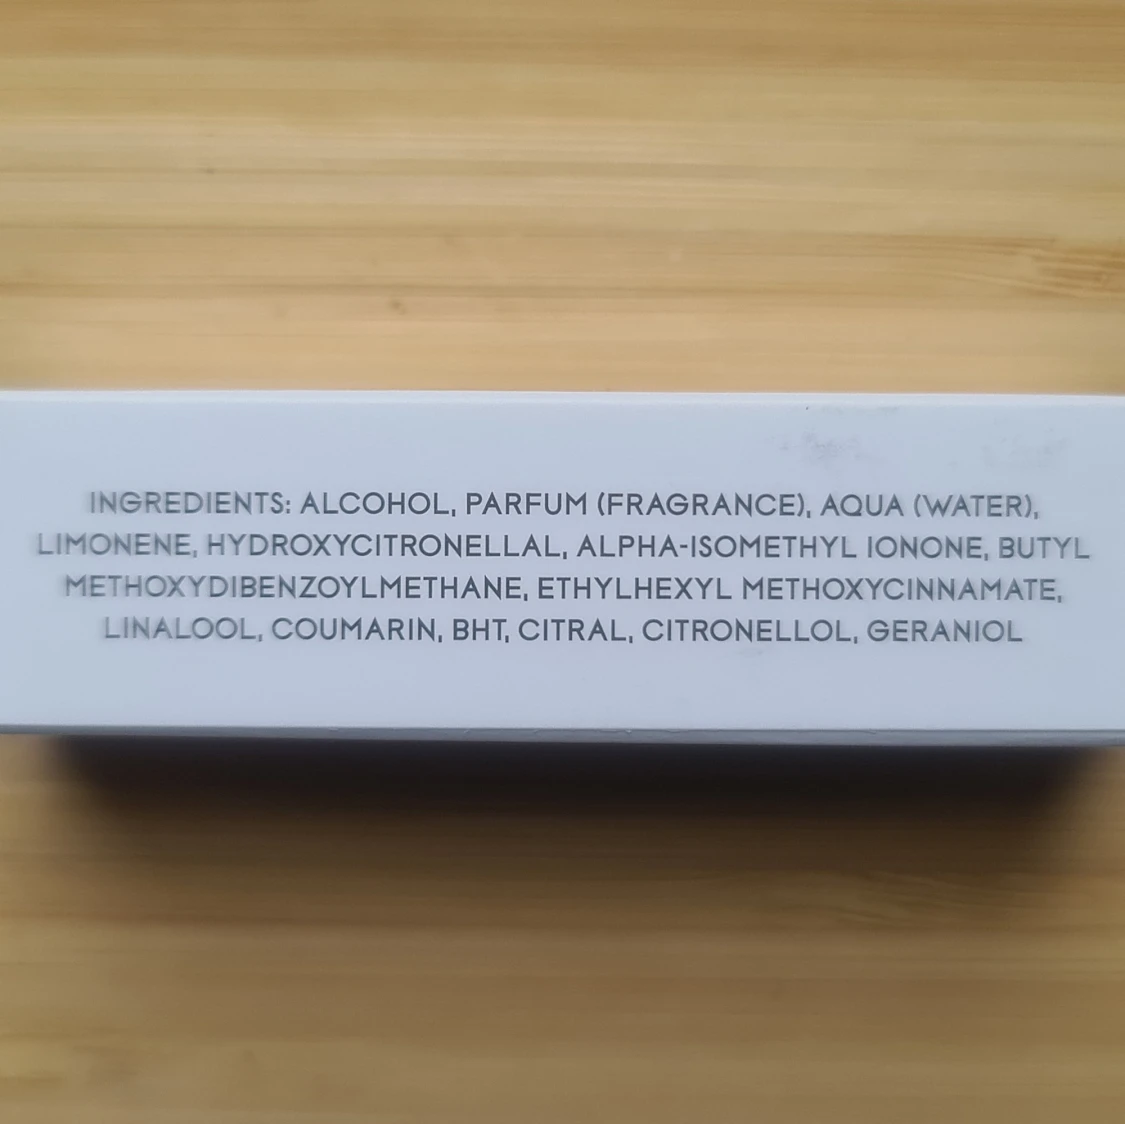 INGREDIENTS: ALCOHOL, PARFUM (FRAGRANCE), AQUA (WATER),
LIMONENE, HYDROXYCITRONELLAL, ALPHA-ISOMETHYL IONONE, BUTYL
METHOXYDIBENZOYLMETHANE, ETHYLHEXYL METHOXYCINNAMATE,
LINALOOL, COUMARIN, BHT, CITRAL, CITRONELLOL, GERANIOL